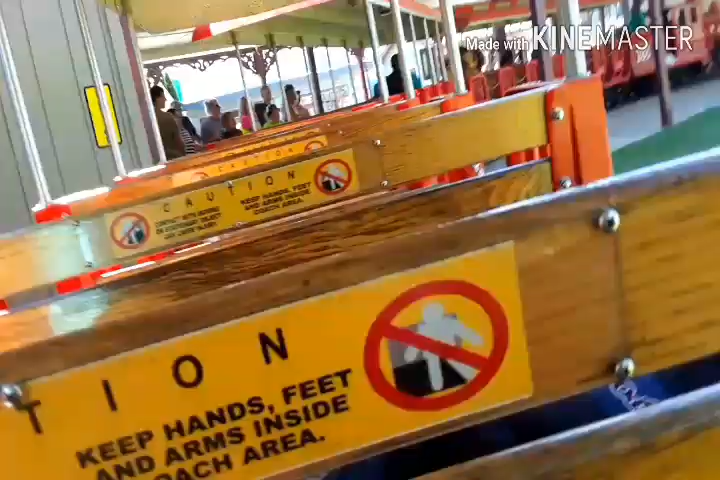 Made with KINEMASTER
CAUTION
CAUTION
KEEP HANDS, FEET
AND ARMS INSIDE
COACH AREA.
TION
KEEP HANDS, FEET
AND ARMS INSIDE
OACH AREA.